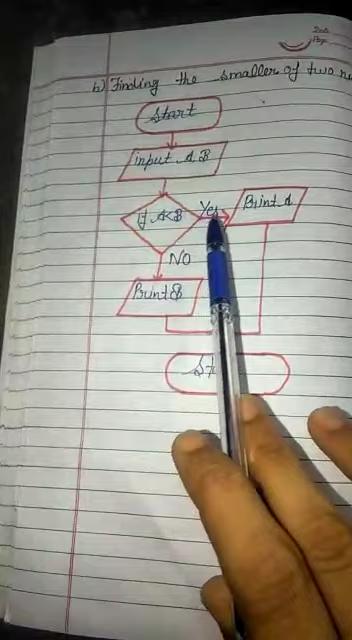 b) Finding the smaller of two
Start
input A B
if A<B
Yes
Print A
NO
Print B